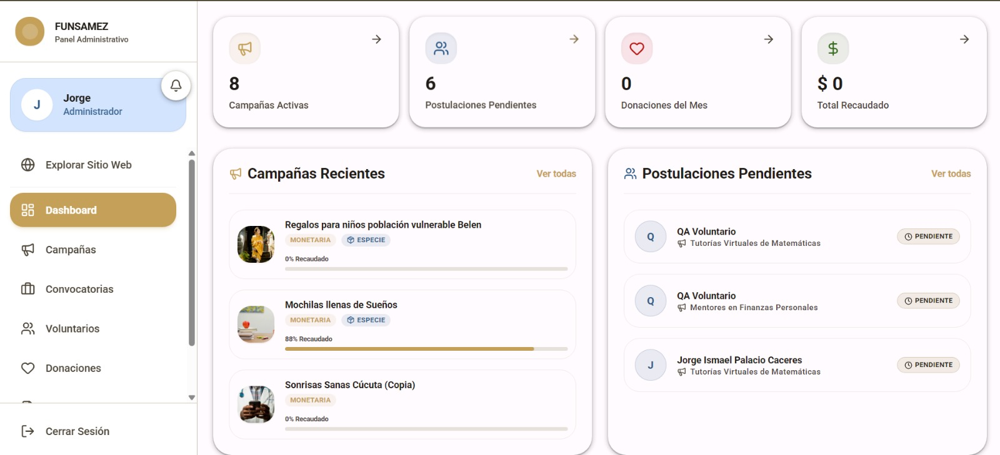 FUNSAMEZ
Panel Administrativo
J
Jorge
Administrador
Explorar Sitio Web
Dashboard
Campañas
Convocatorias
Voluntarios
Donaciones
Cerrar Sesión
8
Campañas Activas
6
Postulaciones Pendientes
0
Donaciones del Mes
$ 0
Total Recaudado
Campañas Recientes
Ver todas
Regalos para niños población vulnerable Belen
MONETARIA
ESPECIE
0% Recaudado
Mochilas llenas de Sueños
MONETARIA
ESPECIE
88% Recaudado
Sonrisas Sanas Cúcuta (Copia)
MONETARIA
0% Recaudado
Postulaciones Pendientes
Ver todas
Q
QA Voluntario
Tutorías Virtuales de Matemáticas
PENDIENTE
Q
QA Voluntario
Mentores en Finanzas Personales
PENDIENTE
J
Jorge Ismael Palacio Caceres
Tutorías Virtuales de Matemáticas
PENDIENTE